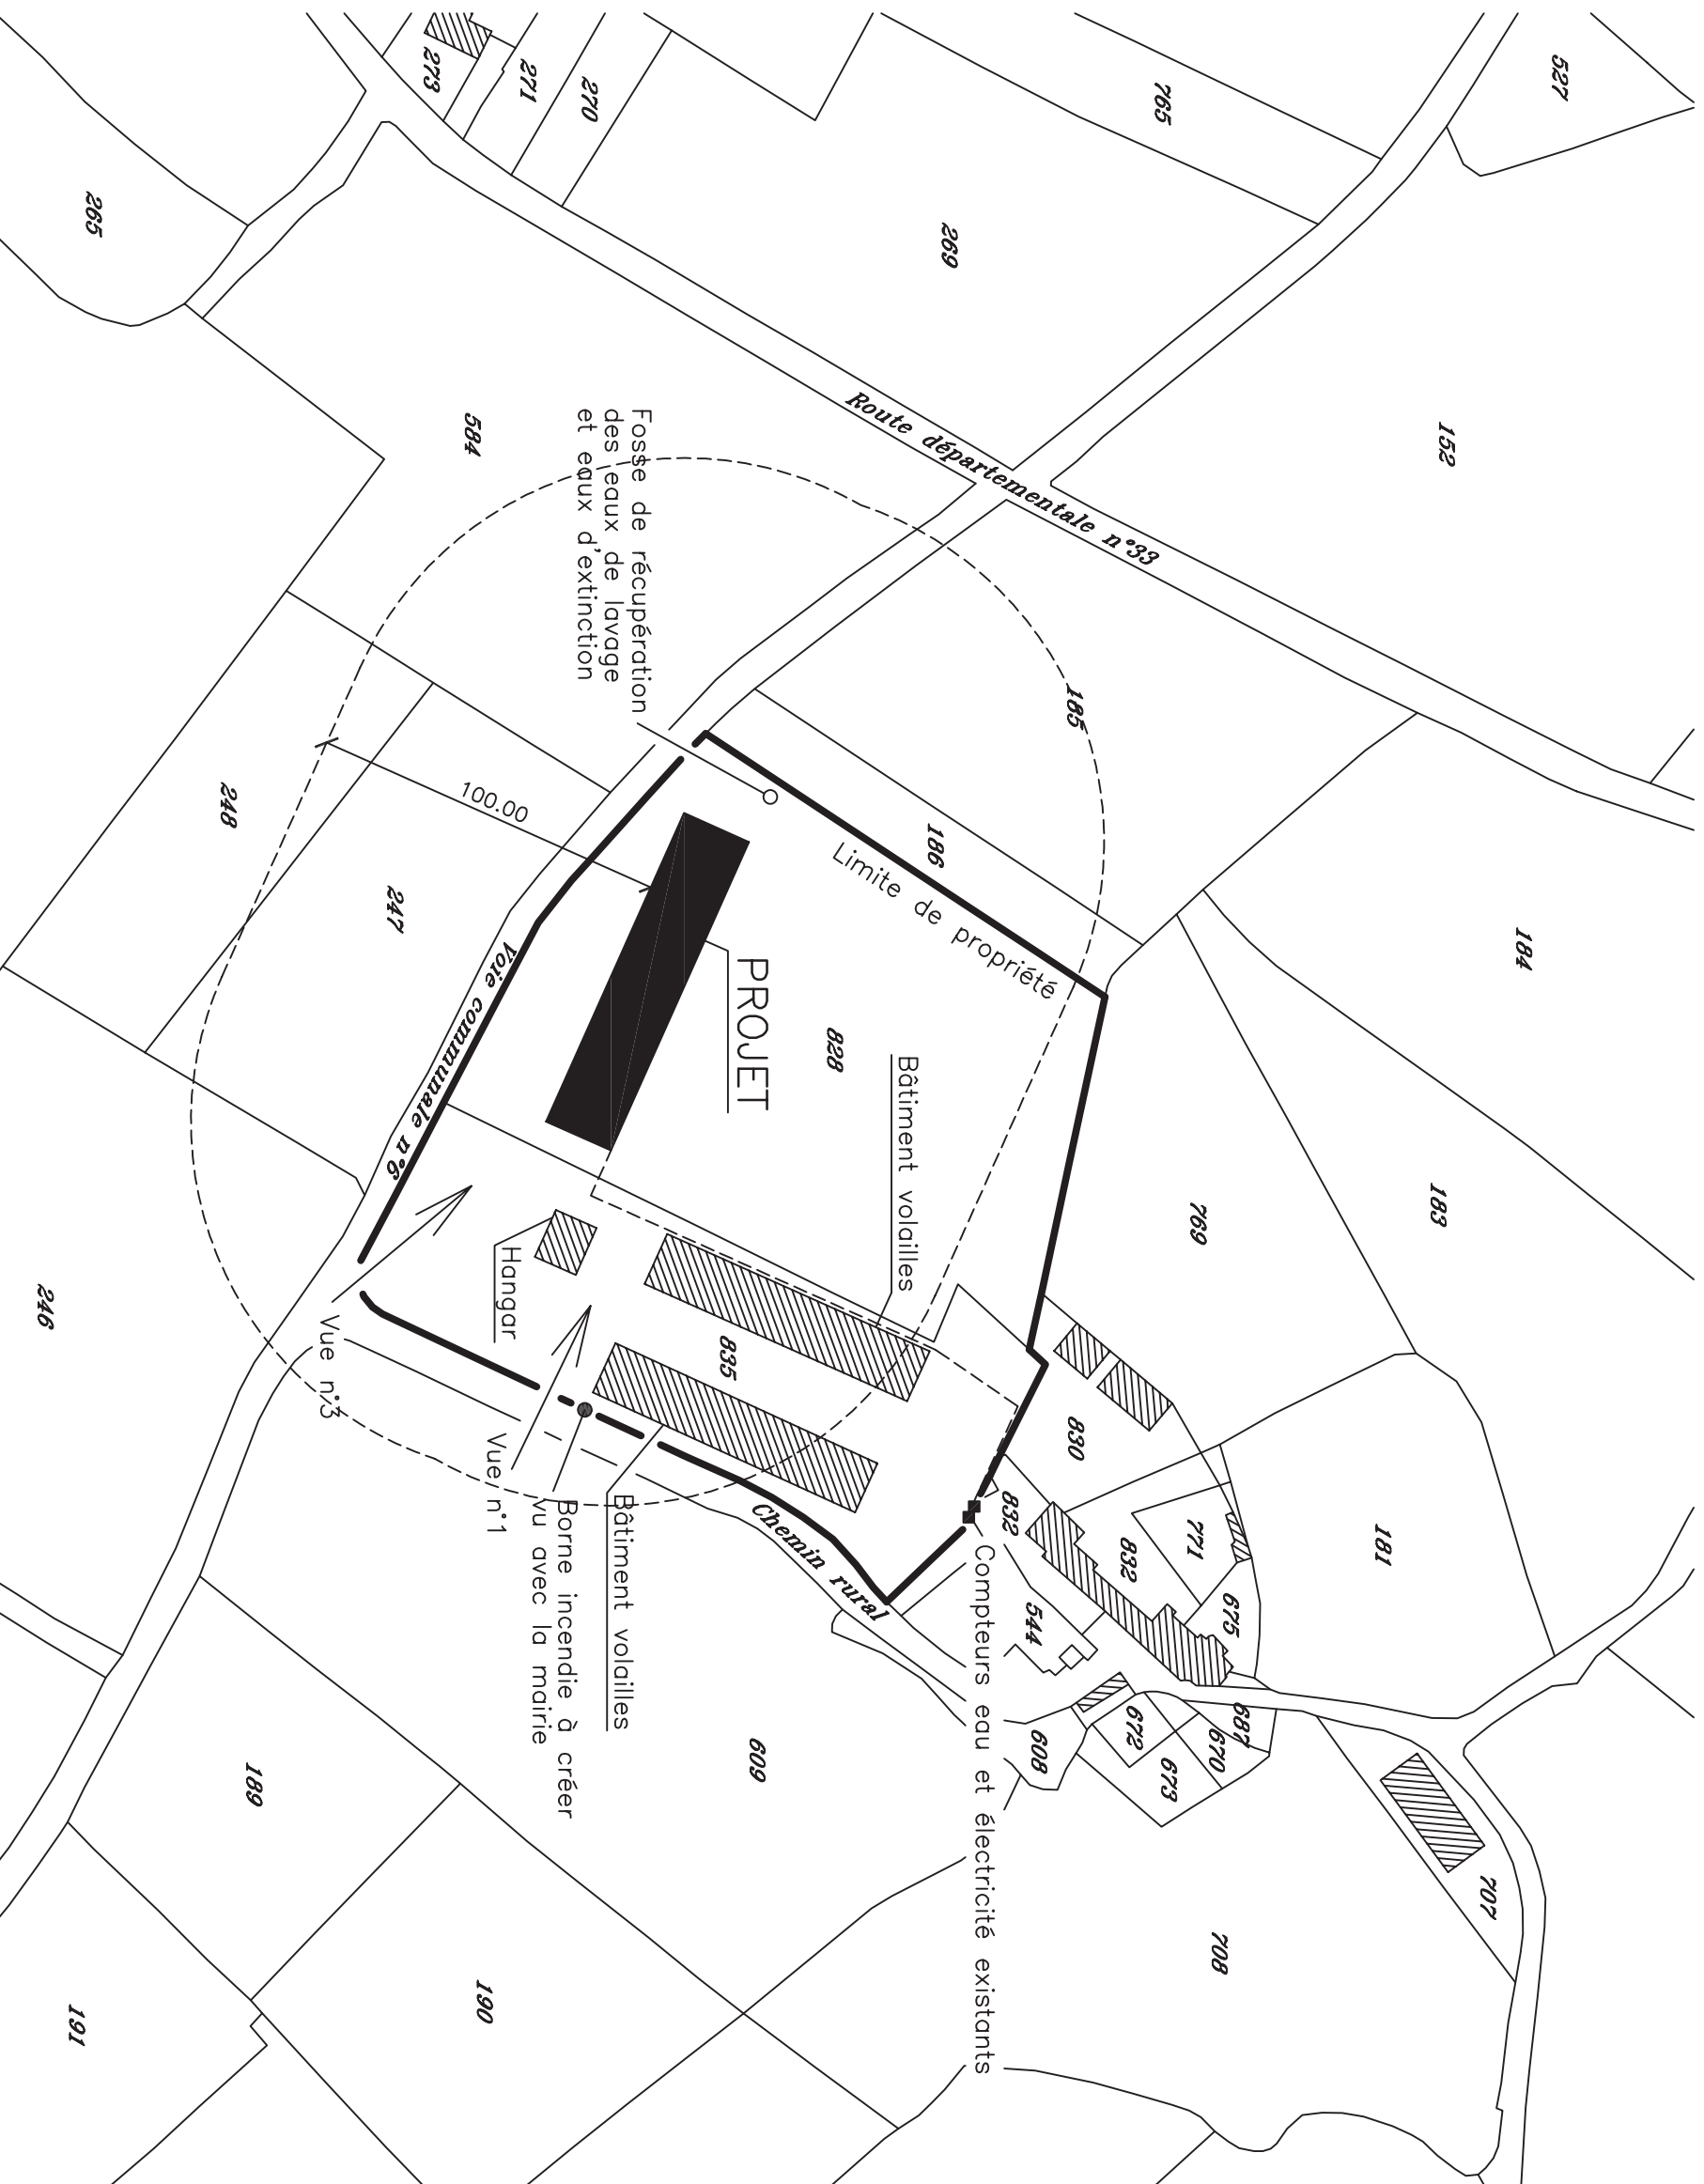 527
152
184
183
181
707
708
765
269
185
186
769
830
832
771
832
675
544
687
670
672
673
608
Route départementale n°33
270
271
273
265
584
Fosse de récupération
des eaux de lavage
et eaux d'extinction
Limite de propriété
828
PROJET
100.00
Bâtiment volailles
835
Hangar
247
248
246
Voie communale n°6
Vue n°3
Vue n°1
Chemin rural
Compteurs eau et électricité existants
Bâtiment volailles
Borne incendie à créer
vu avec la mairie
609
189
190
191